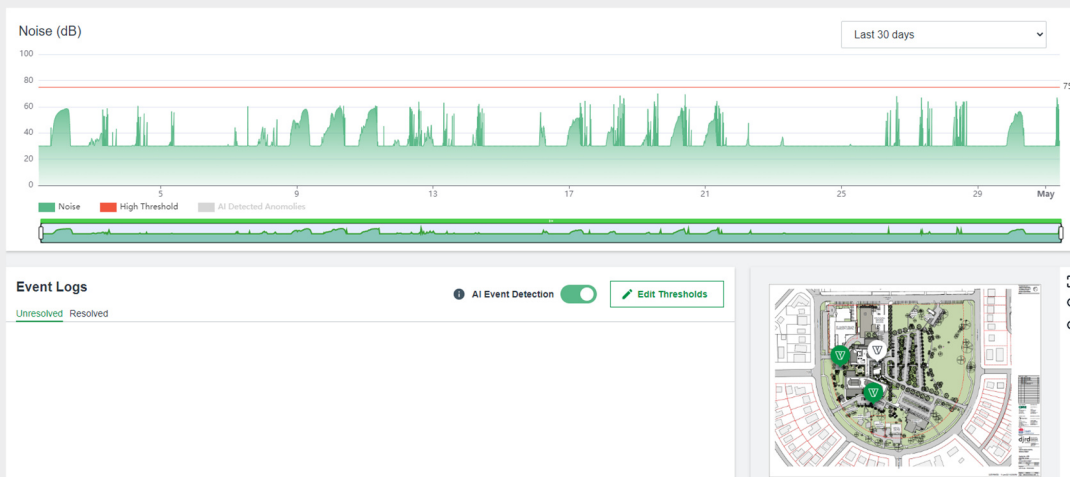 Noise (dB)
Last 30 days
100
80
75
60
40
20
0
5 9 13 17 21 25 29 May
Noise High Threshold AI Detected Anomolies
Event Logs
AI Event Detection
Edit Thresholds
Unresolved Resolved
djrd